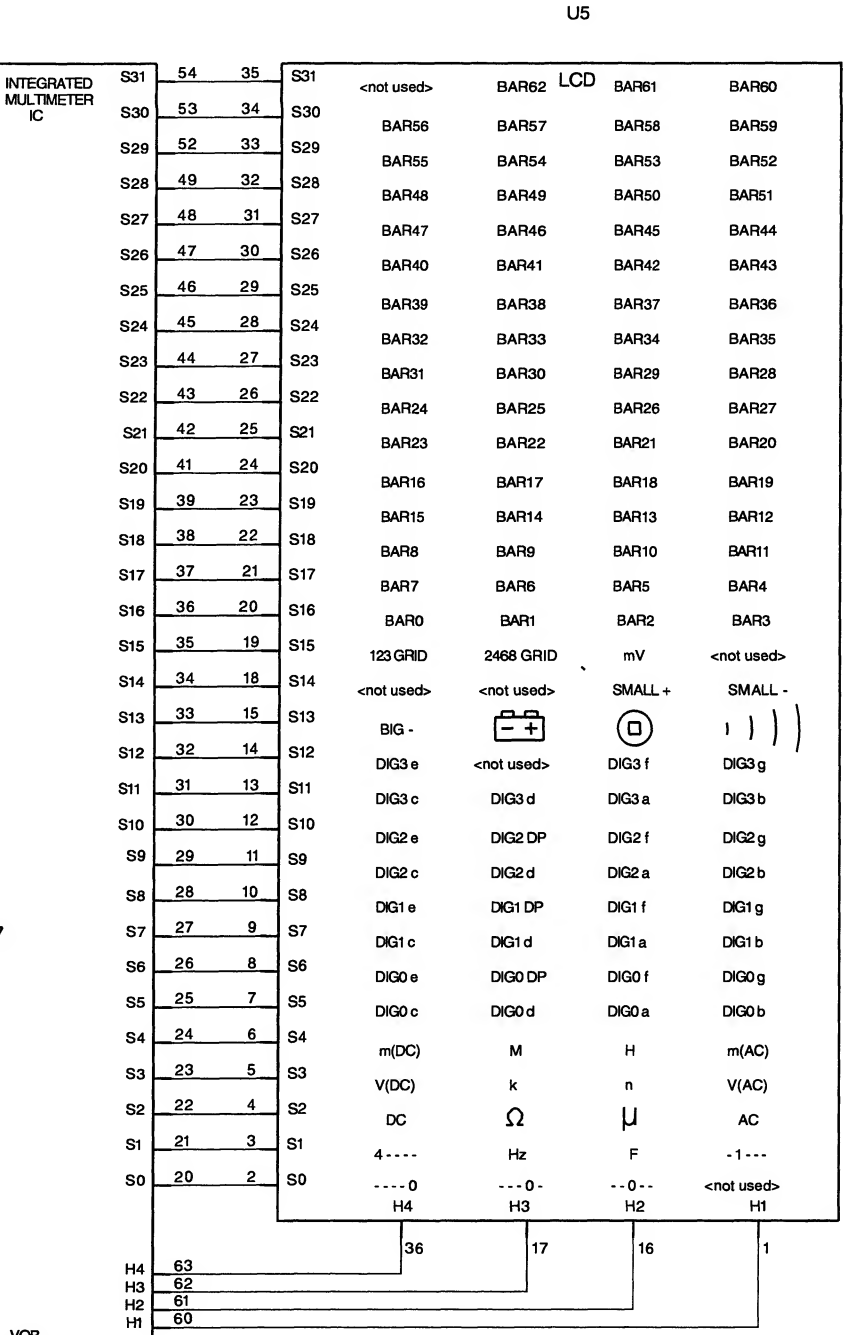 U5
INTEGRATED MULTIMETER IC
LCD
S31 54 35 S31 <not used> BAR62 BAR61 BAR60
S30 53 34 S30 BAR56 BAR57 BAR58 BAR59
S29 52 33 S29 BAR55 BAR54 BAR53 BAR52
S28 49 32 S28 BAR48 BAR49 BAR50 BAR51
S27 48 31 S27 BAR47 BAR46 BAR45 BAR44
S26 47 30 S26 BAR40 BAR41 BAR42 BAR43
S25 46 29 S25 BAR39 BAR38 BAR37 BAR36
S24 45 28 S24 BAR32 BAR33 BAR34 BAR35
S23 44 27 S23 BAR31 BAR30 BAR29 BAR28
S22 43 26 S22 BAR24 BAR25 BAR26 BAR27
S21 42 25 S21 BAR23 BAR22 BAR21 BAR20
S20 41 24 S20 BAR16 BAR17 BAR18 BAR19
S19 39 23 S19 BAR15 BAR14 BAR13 BAR12
S18 38 22 S18 BAR8 BAR9 BAR10 BAR11
S17 37 21 S17 BAR7 BAR6 BAR5 BAR4
S16 36 20 S16 BAR0 BAR1 BAR2 BAR3
S15 35 19 S15 123 GRID 2468 GRID mV <not used>
S14 34 18 S14 <not used> <not used> SMALL + SMALL -
S13 33 15 S13 BIG - - +
S12 32 14 S12 DIG3 e <not used> DIG3 f DIG3 g
S11 31 13 S11 DIG3 c DIG3 d DIG3 a DIG3 b
S10 30 12 S10 DIG2 e DIG2 DP DIG2 f DIG2 g
S9 29 11 S9 DIG2 c DIG2 d DIG2 a DIG2 b
S8 28 10 S8 DIG1 e DIG1 DP DIG1 f DIG1 g
S7 27 9 S7 DIG1 c DIG1 d DIG1 a DIG1 b
S6 26 8 S6 DIG0 e DIG0 DP DIG0 f DIG0 g
S5 25 7 S5 DIG0 c DIG0 d DIG0 a DIG0 b
S4 24 6 S4 m(DC) M H m(AC)
S3 23 5 S3 V(DC) k n V(AC)
S2 22 4 S2 DC Ω µ AC
S1 21 3 S1 4---- Hz F -1---
S0 20 2 S0 ----0 ---0- --0-- <not used>
H4 H3 H2 H1
36 17 16 1
H4 63
H3 62
H2 61
H1 60